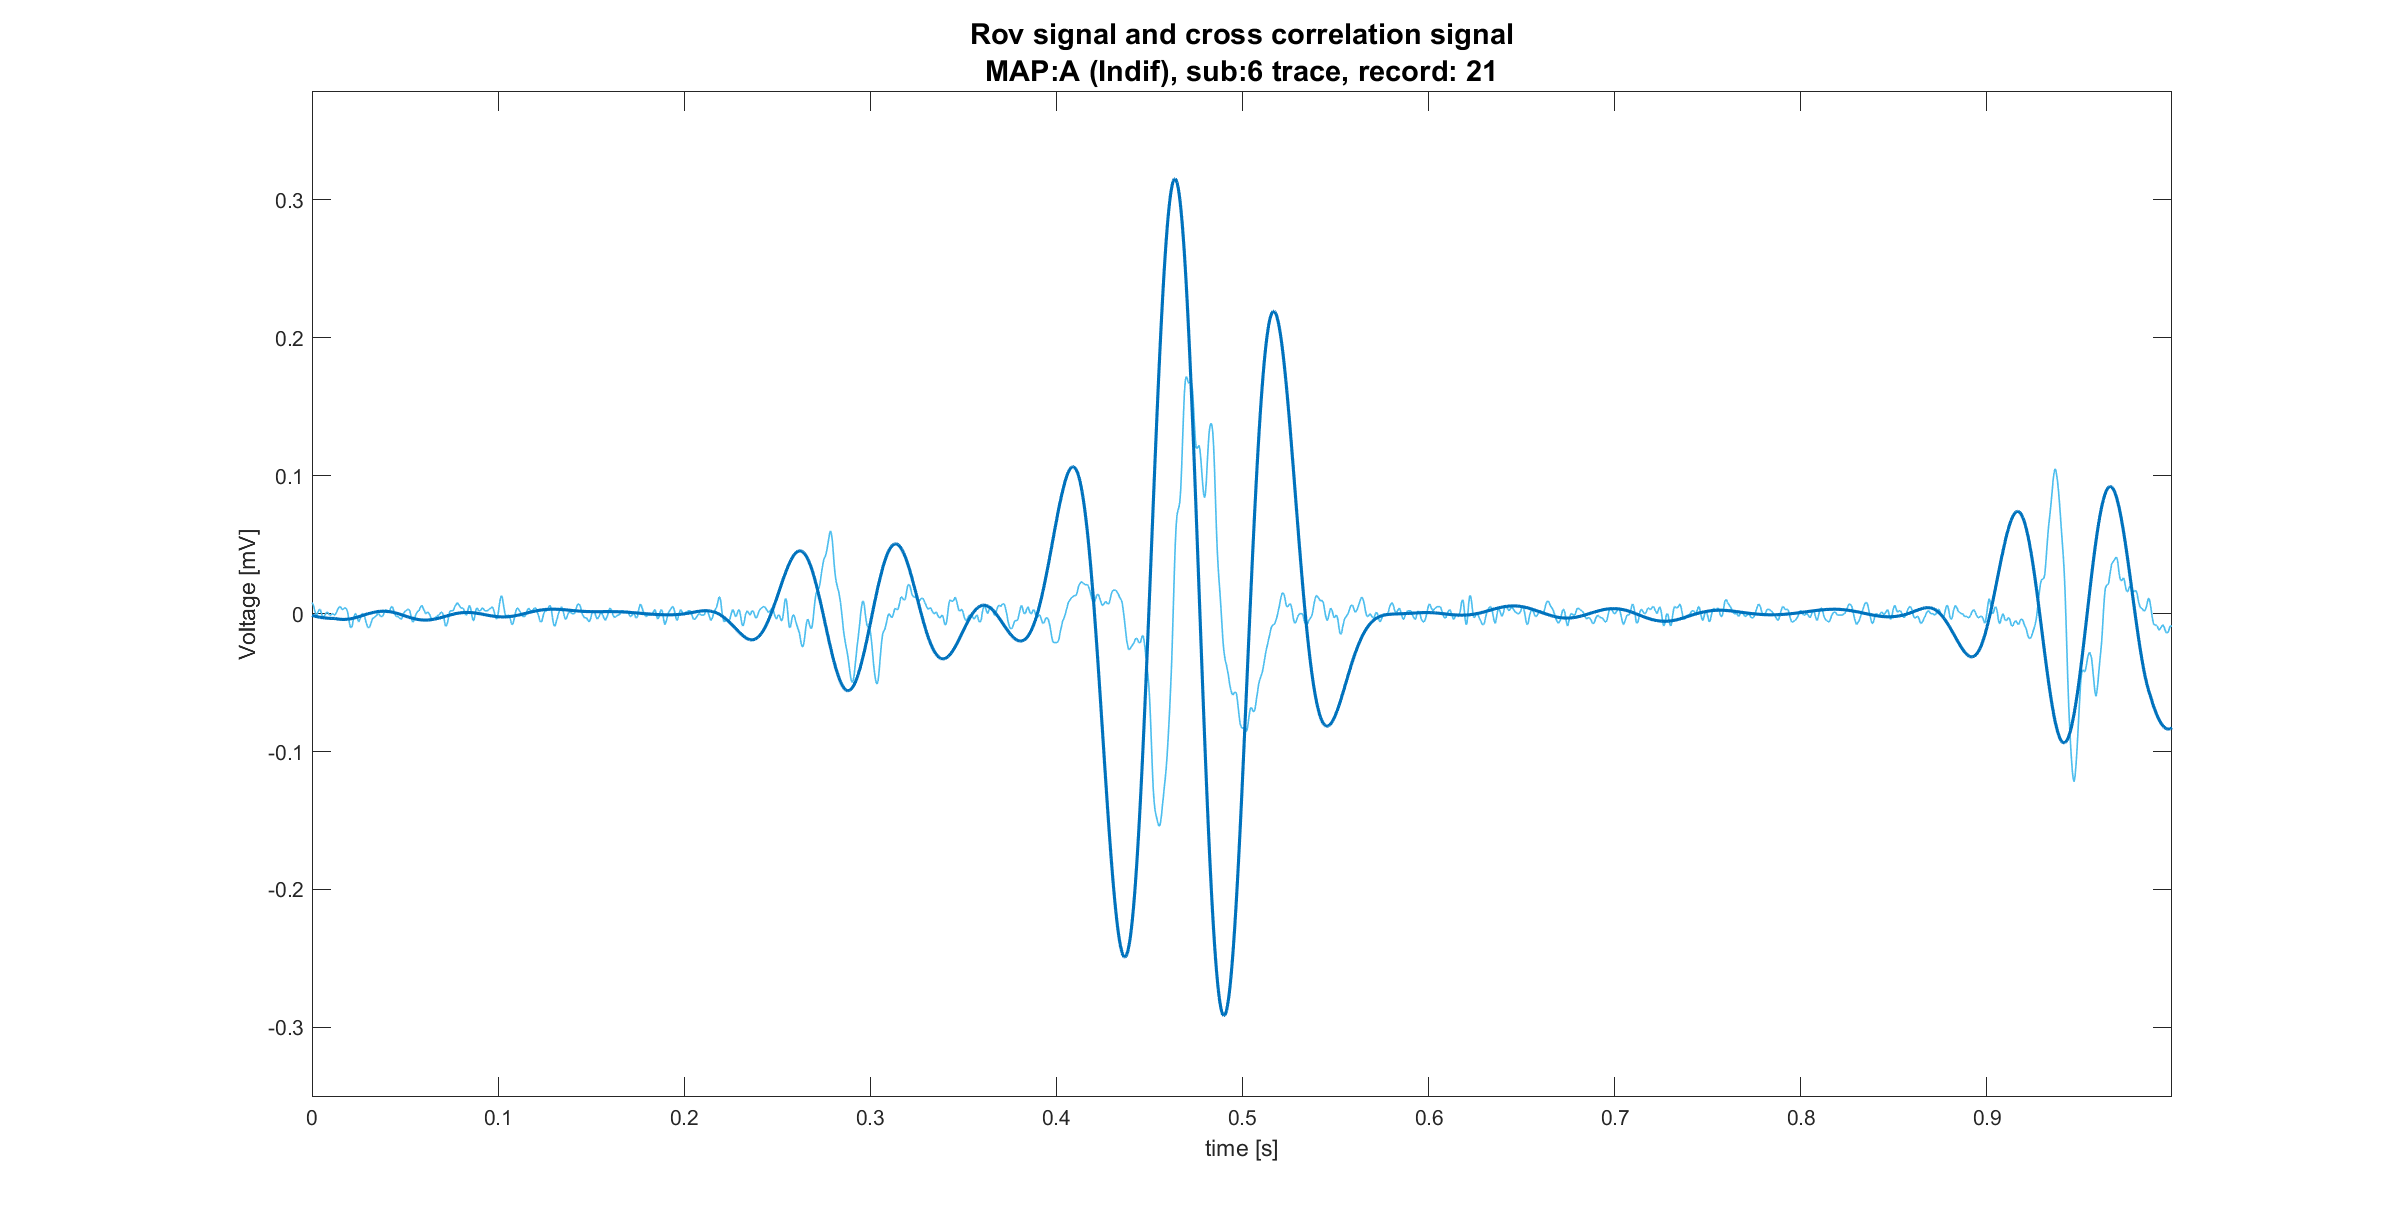 Rov signal and cross correlation signal
MAP:A (Indif), sub:6 trace, record: 21
Voltage [mV]
0.3
0.2
0.1
0
-0.1
-0.2
-0.3
0 0.1 0.2 0.3 0.4 0.5 0.6 0.7 0.8 0.9
time [s]